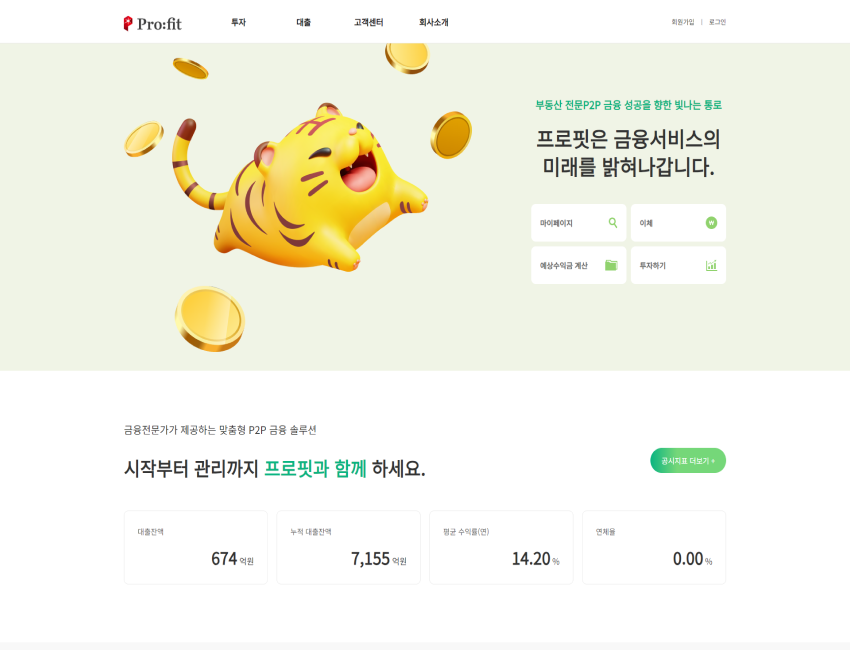 Pro:fit
투자
대출
고객센터
회사소개
회원가입 | 로그인
부동산 전문P2P 금융 성공을 향한 빛나는 통로
프로핏은 금융서비스의
미래를 밝혀나갑니다.
마이페이지
이체
예상수익금 계산
투자하기
금융전문가가 제공하는 맞춤형 P2P 금융 솔루션
시작부터 관리까지 프로핏과 함께 하세요.
공시지표 더보기 +
대출잔액
674 억원
누적 대출잔액
7,155 억원
평균 수익률(연)
14.20 %
연체율
0.00 %